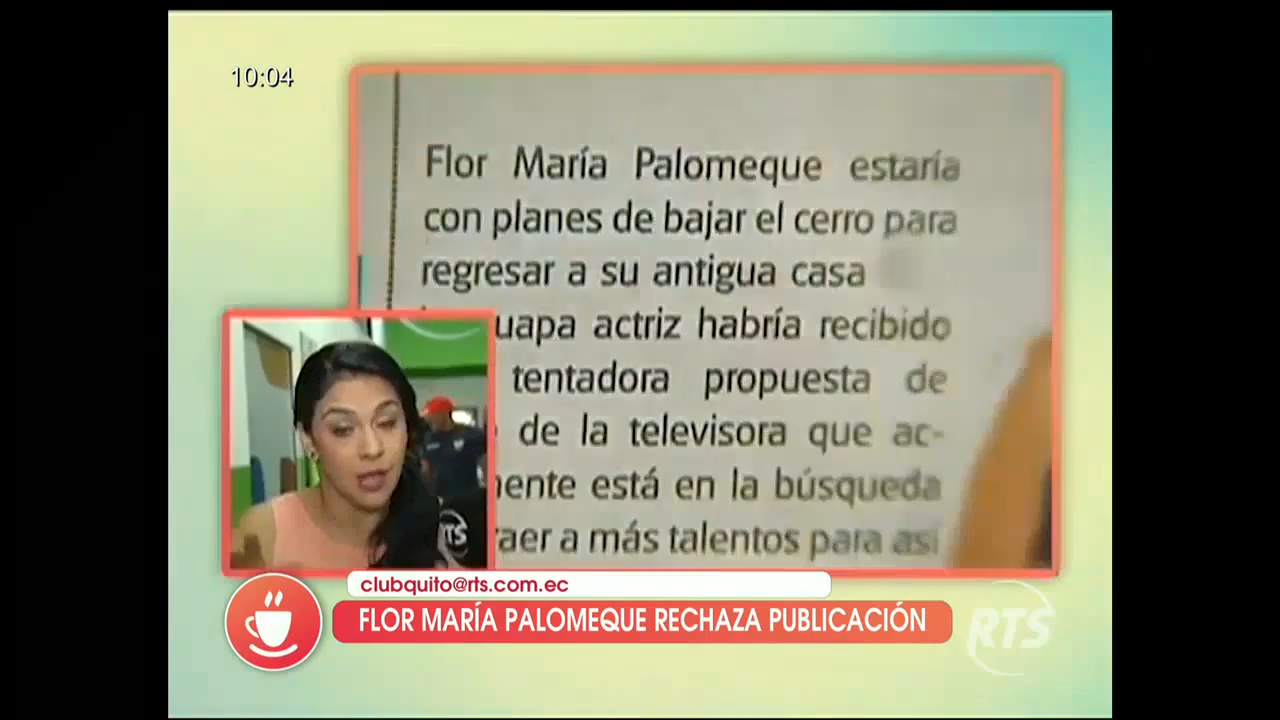 10:04
Flor María Palomeque estaría
con planes de bajar el cerro para
regresar a su antigua casa
uapa actriz habría recibido
tentadora propuesta de
de la televisora que ac-
ente está en la búsqueda
raer a más talentos para así
RTS
clubquito@rts.com.ec
FLOR MARÍA PALOMEQUE RECHAZA PUBLICACIÓN
RTS